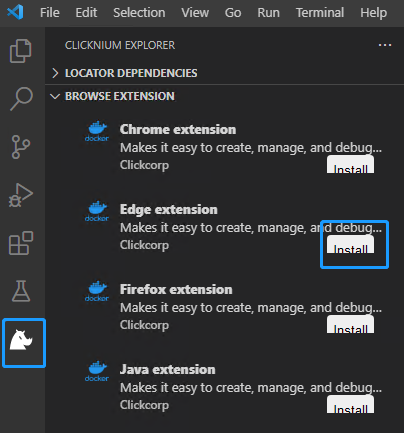 File Edit Selection View Go Run Terminal Help
CLICKNIUM EXPLORER
LOCATOR DEPENDENCIES
BROWSE EXTENSION
docker
Chrome extension
Makes it easy to create, manage, and debug...
Clickcorp
Install
docker
Edge extension
Makes it easy to create, manage, and debug...
Clickcorp
Install
docker
Firefox extension
Makes it easy to create, manage, and debug...
Clickcorp
Install
docker
Java extension
Makes it easy to create, manage, and debug...
Clickcorp
Install